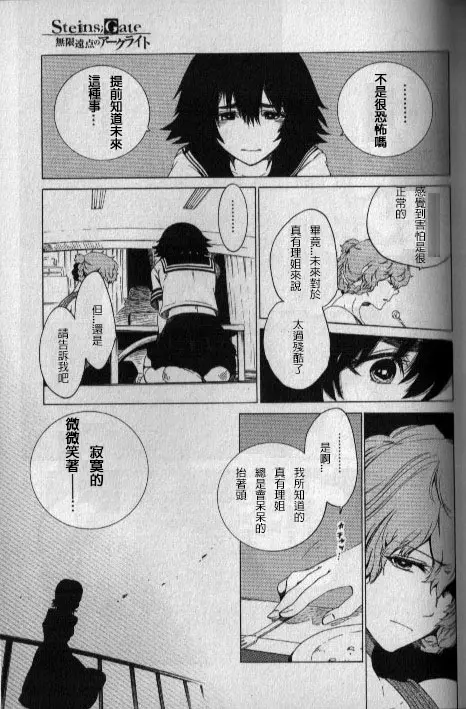 Steins;Gate
無限遠点のアークライト
不是很恐怖嗎
提前知道未來
這種事…
感覺到害怕是很
正常的
畢竟…未來對於
真有理姐來說
太過殘酷了
………
但…還是
請告訴我吧
…………
是啊…
我所知道的
真有理姐
總是會呆呆的
抬著頭
寂寞的
微微笑著——